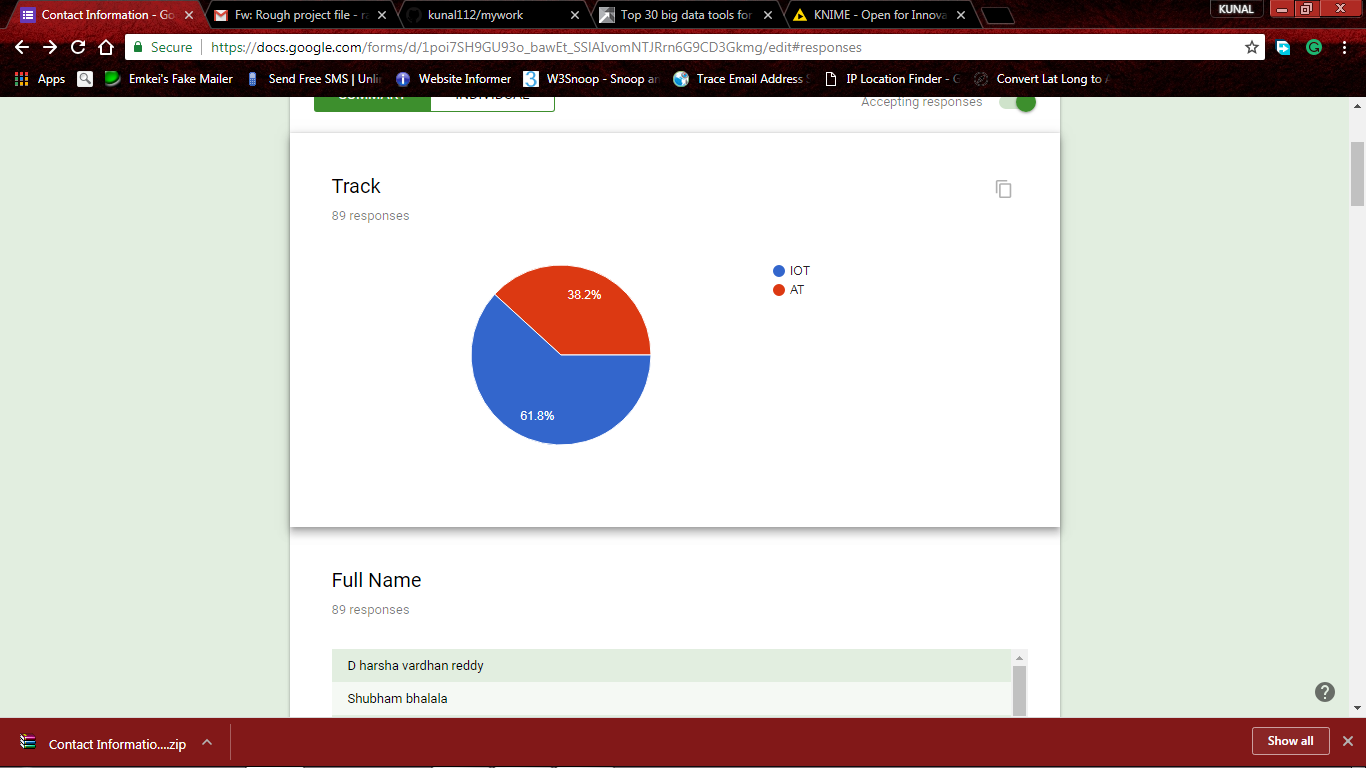 Contact Information - Go
Fw: Rough project file - ra
kunal112/mywork
Top 30 big data tools for
KNIME - Open for Innova
KUNAL
Secure
https://docs.google.com/forms/d/1poi7SH9GU93o_bawEt_SSIAIvomNTJRrn6G9CD3Gkmg/edit#responses
Apps
Emkei's Fake Mailer
Send Free SMS | Unli
Website Informer
W3Snoop - Snoop an
Trace Email Address S
IP Location Finder - G
Convert Lat Long to A
SUMMARY
INDIVIDUAL
Accepting responses
Track
89 responses
IOT
AT
38.2%
61.8%
Full Name
89 responses
D harsha vardhan reddy
Shubham bhalala
Contact Informatio....zip
Show all